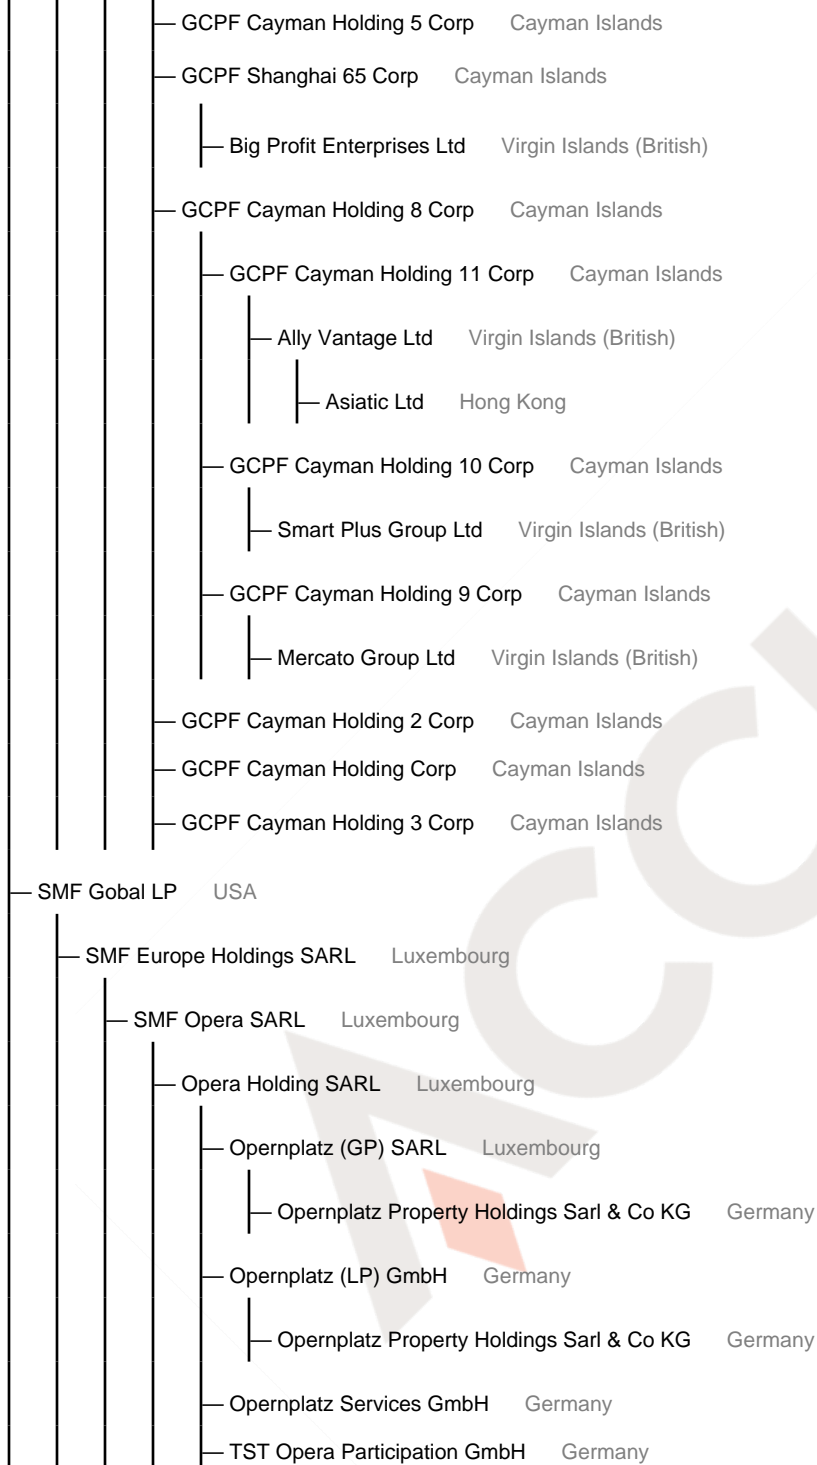 GCPF Cayman Holding 5 Corp Cayman Islands
GCPF Shanghai 65 Corp Cayman Islands
Big Profit Enterprises Ltd Virgin Islands (British)
GCPF Cayman Holding 8 Corp Cayman Islands
GCPF Cayman Holding 11 Corp Cayman Islands
Ally Vantage Ltd Virgin Islands (British)
Asiatic Ltd Hong Kong
GCPF Cayman Holding 10 Corp Cayman Islands
Smart Plus Group Ltd Virgin Islands (British)
GCPF Cayman Holding 9 Corp Cayman Islands
Mercato Group Ltd Virgin Islands (British)
GCPF Cayman Holding 2 Corp Cayman Islands
GCPF Cayman Holding Corp Cayman Islands
GCPF Cayman Holding 3 Corp Cayman Islands
SMF Gobal LP USA
SMF Europe Holdings SARL Luxembourg
SMF Opera SARL Luxembourg
Opera Holding SARL Luxembourg
Opernplatz (GP) SARL Luxembourg
Opernplatz Property Holdings Sarl & Co KG Germany
Opernplatz (LP) GmbH Germany
Opernplatz Property Holdings Sarl & Co KG Germany
Opernplatz Services GmbH Germany
TST Opera Participation GmbH Germany